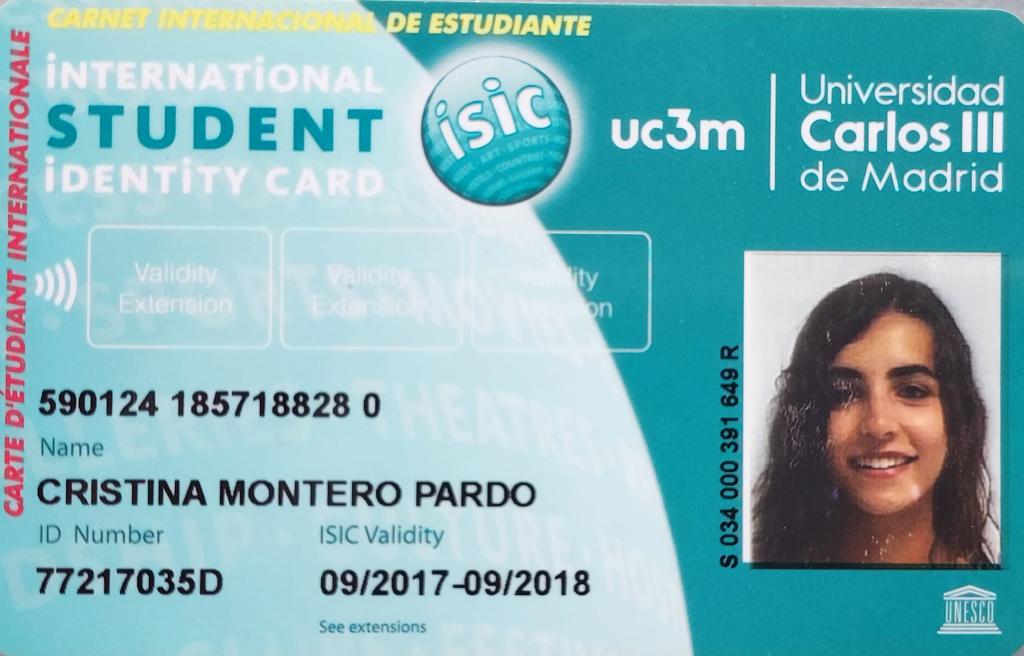 CARNET INTERNACIONAL DE ESTUDIANTE
CARTE D'ÉTUDIANT INTERNATIONALE
INTERNATIONAL
STUDENT
IDENTITY CARD
isic
uc3m
Universidad
Carlos III
de Madrid
Validity
Extension
Validity
Extension
Validity
Extension
590124 185718828 0
Name
CRISTINA MONTERO PARDO
ID Number
ISIC Validity
77217035D
09/2017-09/2018
See extensions
S 034 000 391 649 R
UNESCO